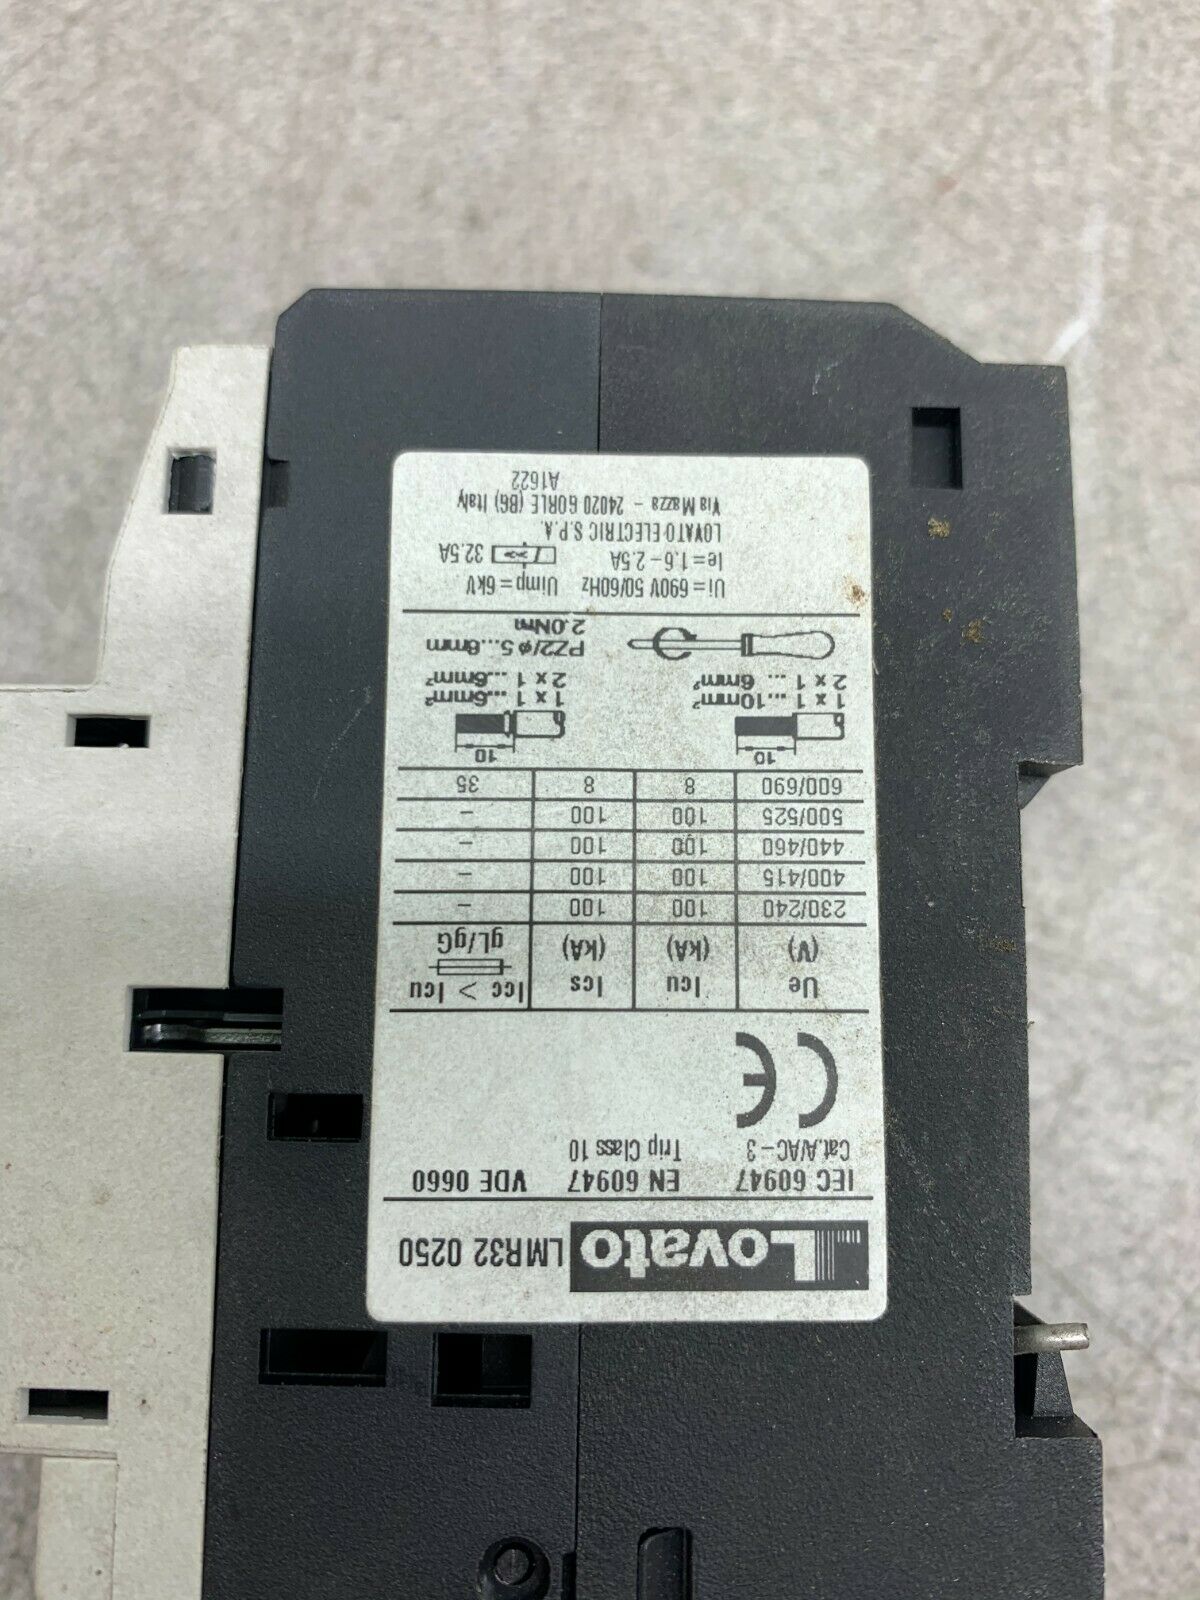 Lovato LMR32 0250
IEC 60947 EN 60947 VDE 0660
Cat.A/AC-3 Trip Class 10
CE
Ue (V) Icu (kA) Ics (kA) Icc > Icu gL/gG
230/240 100 100 -
400/415 100 100 -
440/460 100 100 -
500/525 100 100 -
600/690 8 8 35
10 10
1 x 1 ...10mm² 1 x 1 ...6mm²
2 x 1 ... 6mm² 2 x 1 ...6mm²
PZ2/ø 5...6mm
2.0Nm
Ui = 690V 50/60Hz Uimp = 6kV
Ie = 1.6 - 2.5A >> 32.5A
LOVATO ELECTRIC S.P.A.
Via Mazza - 24020 GORLE (BG) Italy
A1622